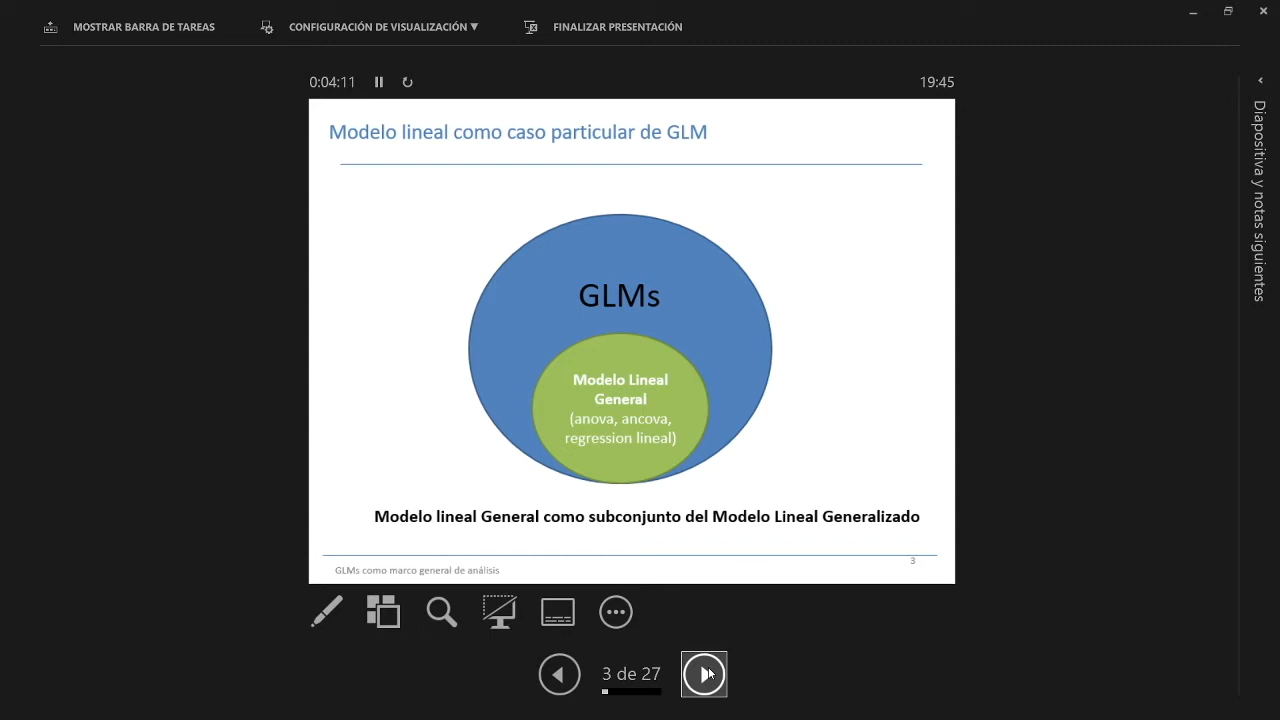 MOSTRAR BARRA DE TAREAS
CONFIGURACIÓN DE VISUALIZACIÓN ▼
FINALIZAR PRESENTACIÓN
0:04:11
19:45
Modelo lineal como caso particular de GLM
GLMs
Modelo Lineal
General
(anova, ancova,
regression lineal)
Modelo lineal General como subconjunto del Modelo Lineal Generalizado
3
GLMs como marco general de análisis
3 de 27
Diapositiva y notas siguientes